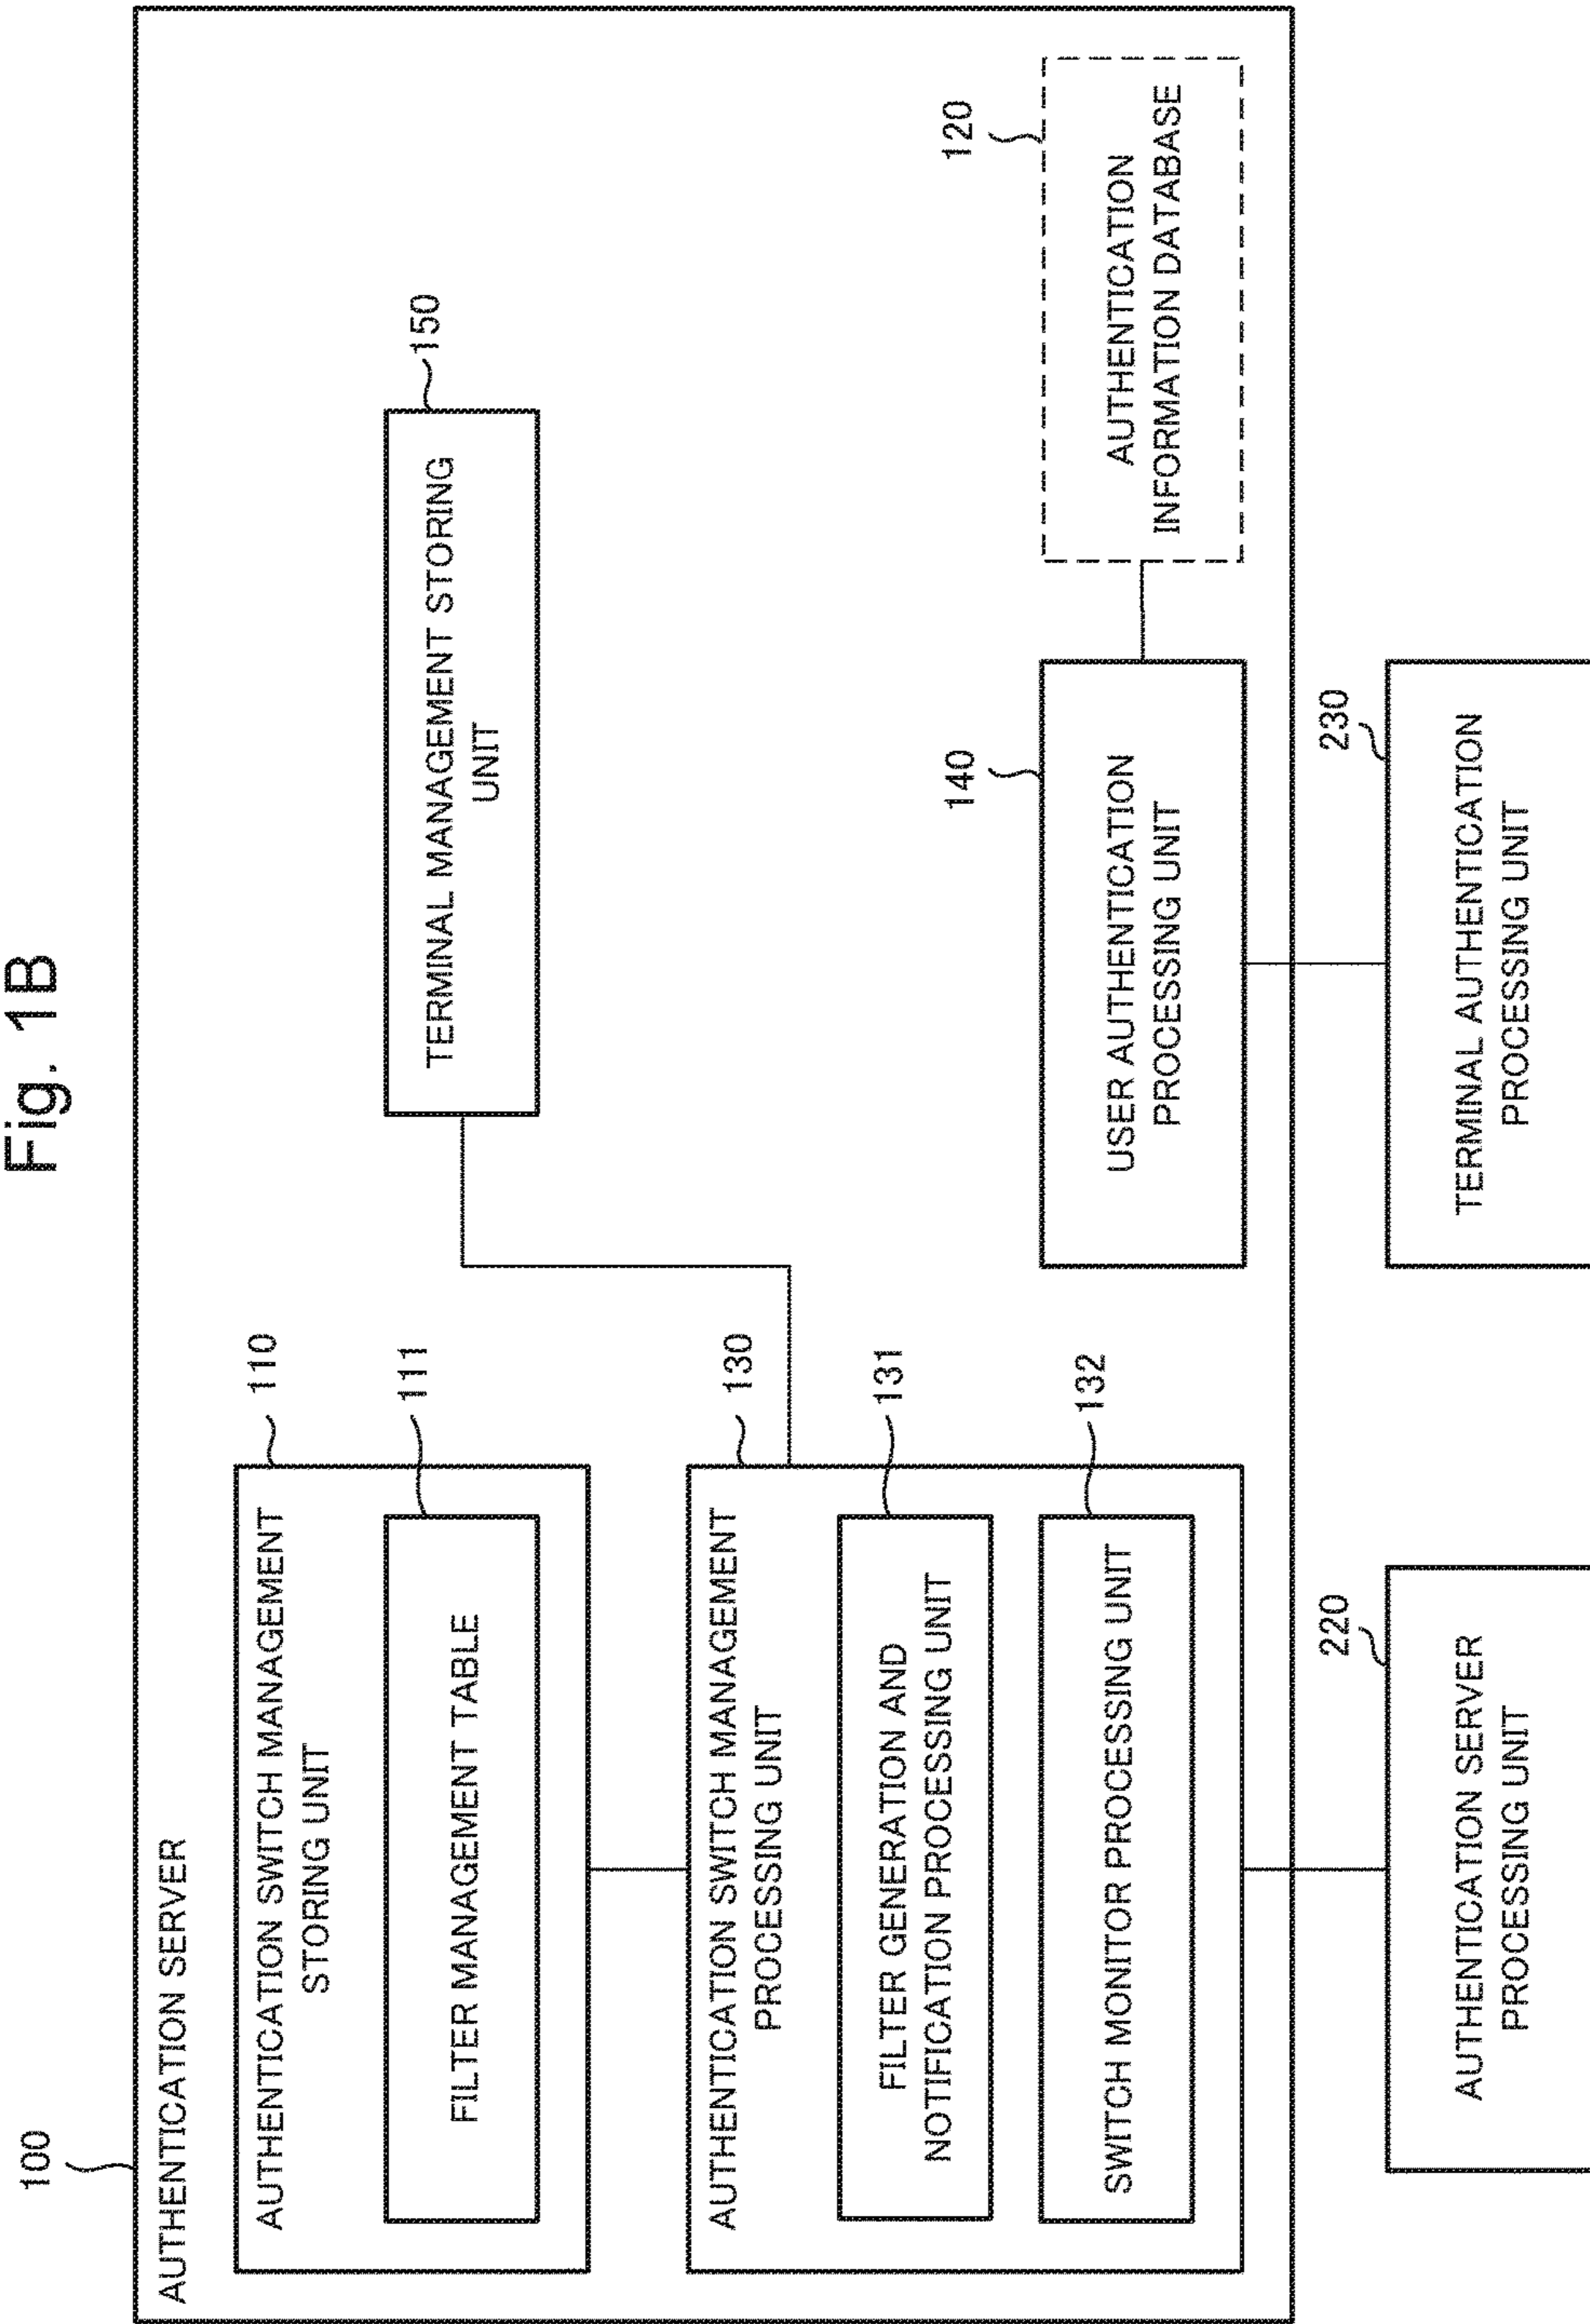 Fig. 1B
100
AUTHENTICATION SERVER
110
AUTHENTICATION SWITCH MANAGEMENT
STORING UNIT
111
FILTER MANAGEMENT TABLE
150
TERMINAL MANAGEMENT STORING
UNIT
130
AUTHENTICATION SWITCH MANAGEMENT
PROCESSING UNIT
131
FILTER GENERATION AND
NOTIFICATION PROCESSING UNIT
132
SWITCH MONITOR PROCESSING UNIT
140
USER AUTHENTICATION
PROCESSING UNIT
120
AUTHENTICATION
INFORMATION DATABASE
220
AUTHENTICATION SERVER
PROCESSING UNIT
230
TERMINAL AUTHENTICATION
PROCESSING UNIT